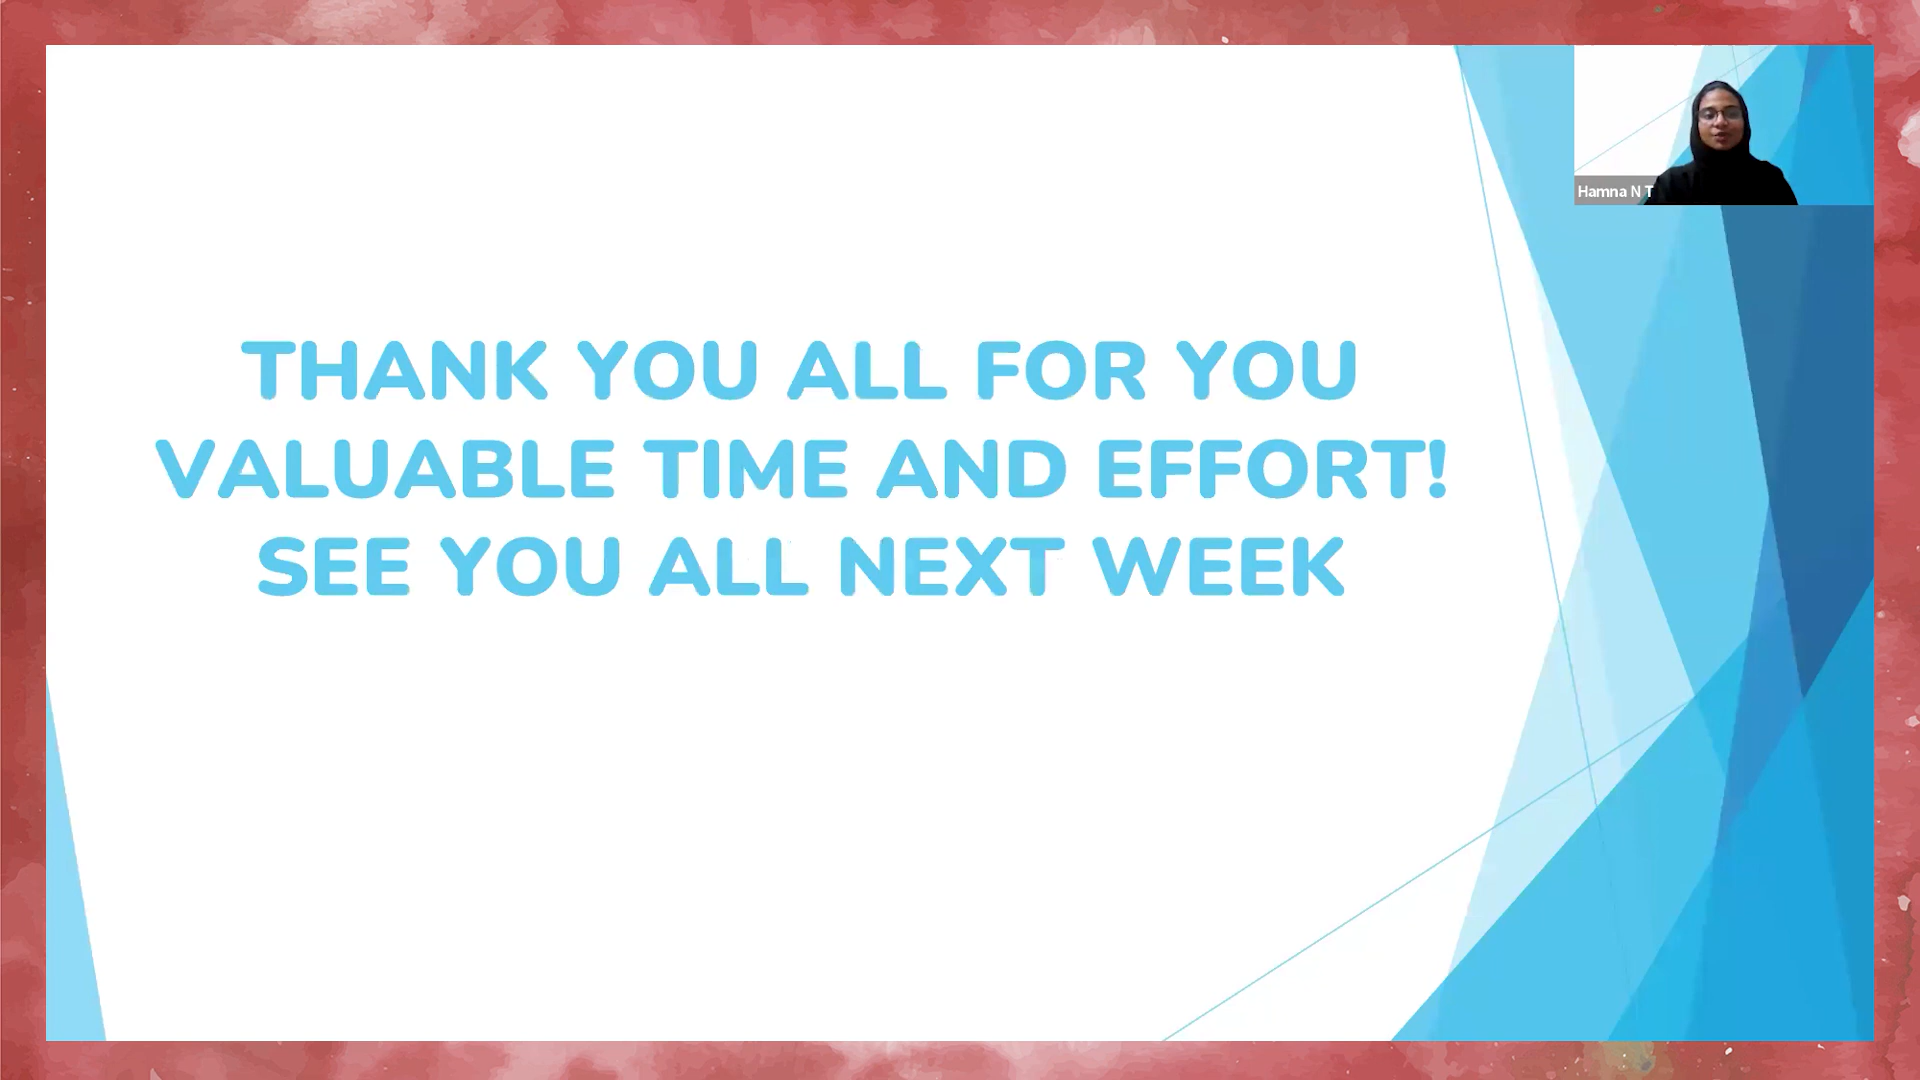 Hamna N T
THANK YOU ALL FOR YOU
VALUABLE TIME AND EFFORT!
SEE YOU ALL NEXT WEEK